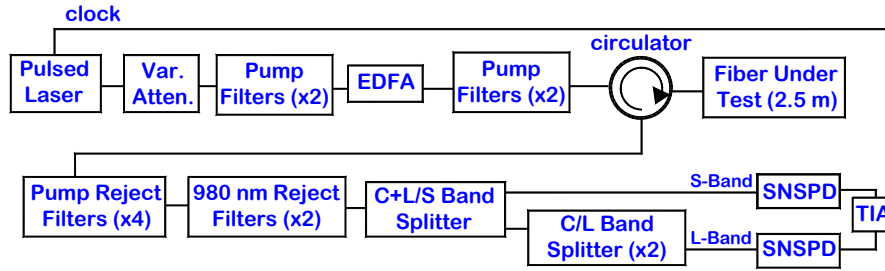 clock
circulator
Pulsed
Laser
Var.
Atten.
Pump
Filters (x2)
EDFA
Pump
Filters (x2)
Fiber Under
Test (2.5 m)
Pump Reject
Filters (x4)
980 nm Reject
Filters (x2)
C+L/S Band
Splitter
S-Band
SNSPD
TIA
C/L Band
Splitter (x2)
L-Band
SNSPD